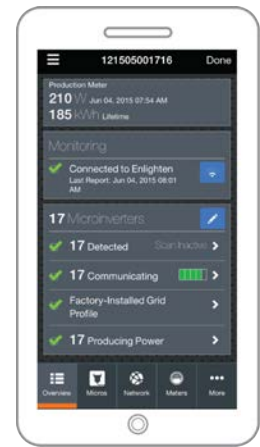 121505001716 Done
Production Meter
210 W Jun 04, 2015 07:54 AM
185 kWh Lifetime
Monitoring
Connected to Enlighten
Last Report: Jun 04, 2015 08:01
AM
17 Microinverters
17 Detected Scan Inactive
17 Communicating
Factory-Installed Grid
Profile
17 Producing Power
Overview Micros Network Meters More